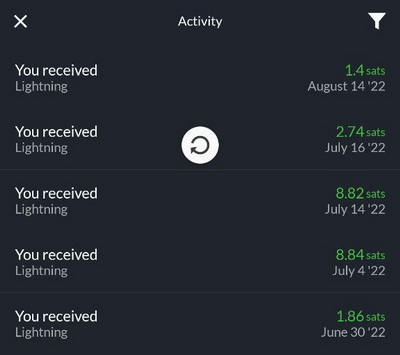 Activity
You received 1.4 sats
Lightning August 14 '22
You received 2.74 sats
Lightning July 16 '22
You received 8.82 sats
Lightning July 14 '22
You received 8.84 sats
Lightning July 4 '22
You received 1.86 sats
Lightning June 30 '22